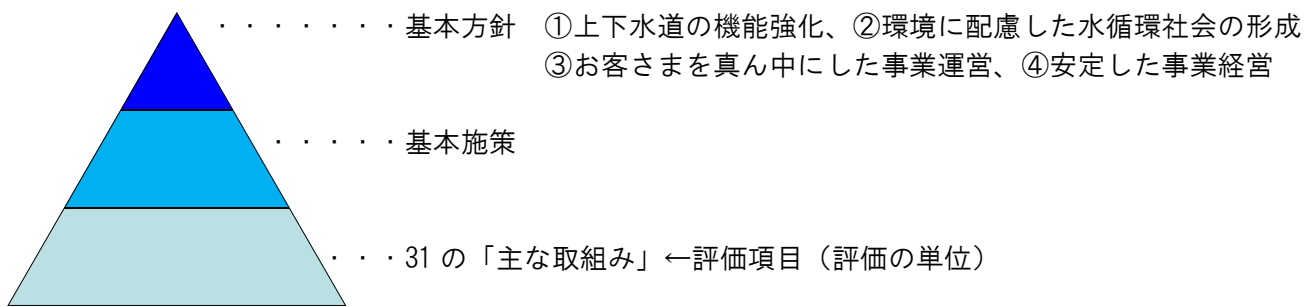 ・・・・・・・基本方針　①上下水道の機能強化、②環境に配慮した水循環社会の形成
③お客さまを真ん中にした事業運営、④安定した事業経営
・・・・・基本施策
・・・31 の「主な取組み」←評価項目（評価の単位）